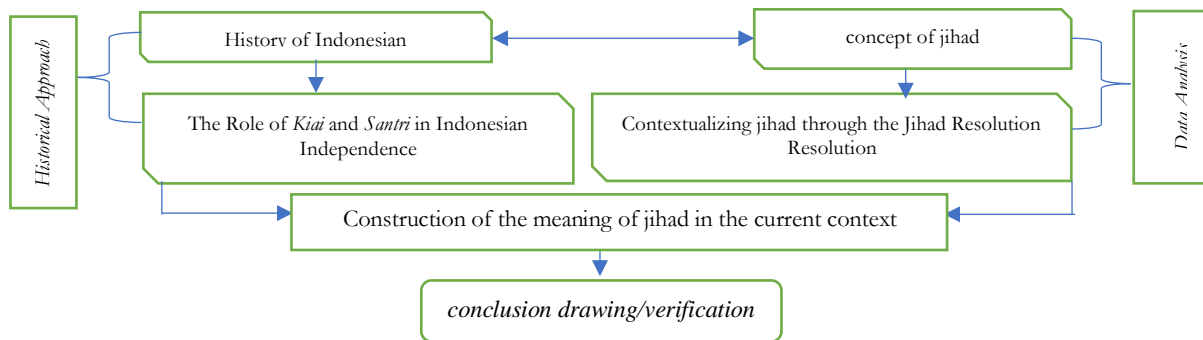 Historical Approach
History of Indonesian
concept of jihad
Data Analysis
The Role of Kiai and Santri in Indonesian
Independence
Contextualizing jihad through the Jihad Resolution
Resolution
Construction of the meaning of jihad in the current context
conclusion drawing/verification